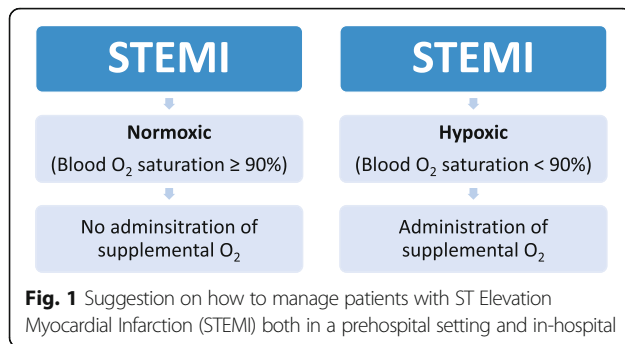 STEMI
Normoxic
(Blood O₂ saturation ≥ 90%)
No adminsitration of
supplemental O₂
STEMI
Hypoxic
(Blood O₂ saturation < 90%)
Administration of
supplemental O₂
Fig. 1 Suggestion on how to manage patients with ST Elevation
Myocardial Infarction (STEMI) both in a prehospital setting and in-hospital